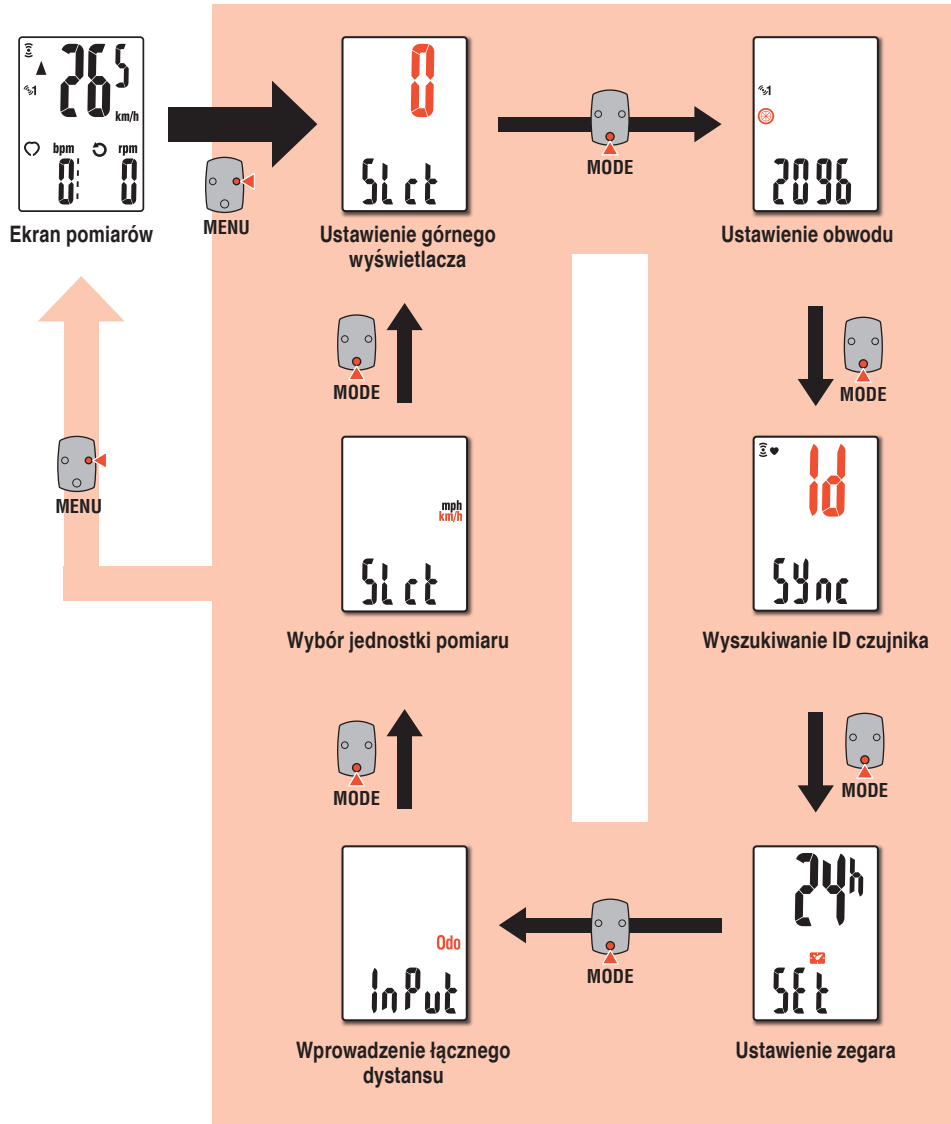 26 5
km/h
1
bpm rpm
0 0
Ekran pomiarów
MENU
0
SLct
Ustawienie górnego
wyświetlacza
MODE
1
2096
Ustawienie obwodu
MODE
MODE
MENU
mph
km/h
SLct
Wybór jednostki pomiaru
Id
SYnc
Wyszukiwanie ID czujnika
MODE
MODE
Odo
InPut
Wprowadzenie łącznego
dystansu
MODE
24h
SEt
Ustawienie zegara